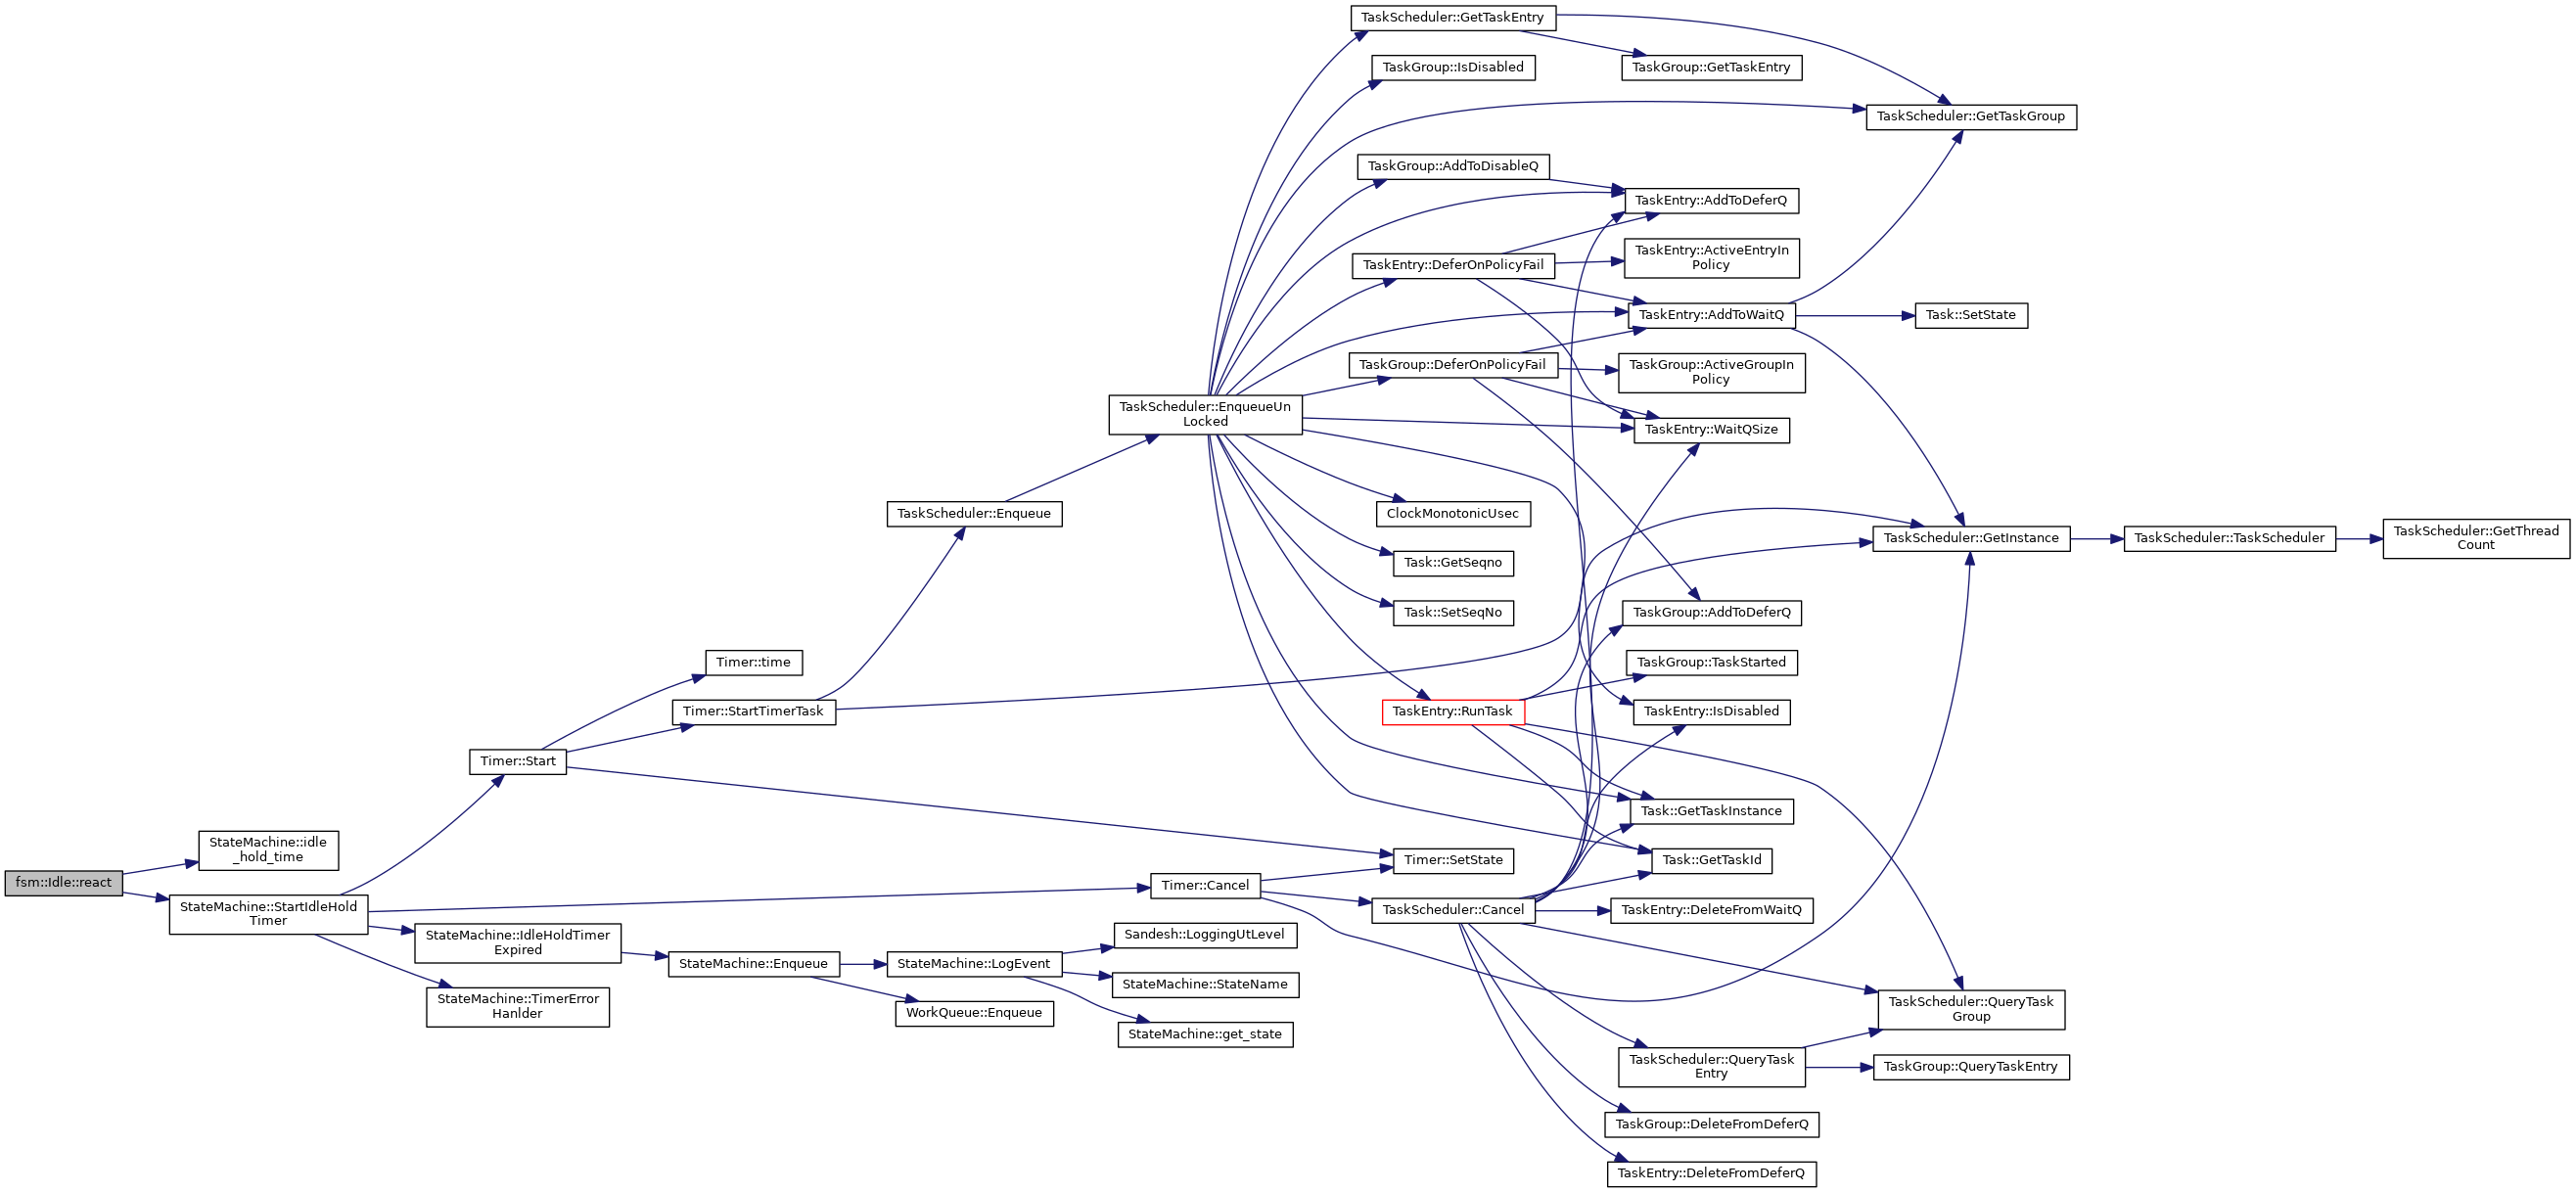 fsm::Idle::react
StateMachine::idle
_hold_time
StateMachine::StartIdleHold
Timer
Timer::Start
Timer::time
Timer::StartTimerTask
TaskScheduler::Enqueue
TaskScheduler::EnqueueUn
Locked
TaskScheduler::GetTaskEntry
TaskGroup::GetTaskEntry
TaskScheduler::GetTaskGroup
TaskGroup::IsDisabled
TaskGroup::AddToDisableQ
TaskEntry::AddToDeferQ
TaskEntry::DeferOnPolicyFail
TaskEntry::ActiveEntryIn
Policy
TaskEntry::AddToWaitQ
Task::SetState
TaskGroup::DeferOnPolicyFail
TaskGroup::ActiveGroupIn
Policy
TaskEntry::WaitQSize
ClockMonotonicUsec
Task::GetSeqno
Task::SetSeqNo
TaskScheduler::GetInstance
TaskScheduler::TaskScheduler
TaskScheduler::GetThread
Count
TaskGroup::AddToDeferQ
TaskGroup::TaskStarted
TaskEntry::RunTask
TaskEntry::IsDisabled
Task::GetTaskInstance
Task::GetTaskId
Timer::SetState
Timer::Cancel
TaskScheduler::Cancel
TaskEntry::DeleteFromWaitQ
StateMachine::IdleHoldTimer
Expired
StateMachine::TimerError
Hanlder
StateMachine::Enqueue
StateMachine::LogEvent
WorkQueue::Enqueue
Sandesh::LoggingUtLevel
StateMachine::StateName
StateMachine::get_state
TaskScheduler::QueryTask
Group
TaskScheduler::QueryTask
Entry
TaskGroup::QueryTaskEntry
TaskGroup::DeleteFromDeferQ
TaskEntry::DeleteFromDeferQ